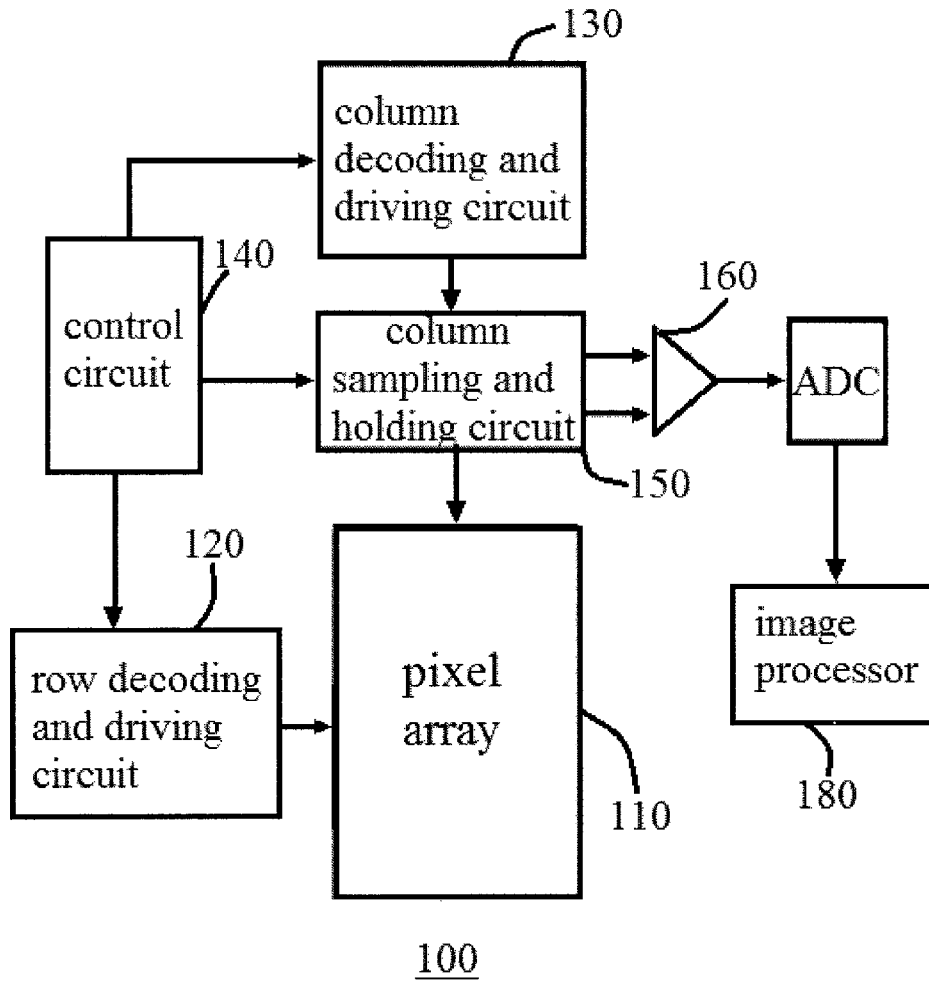 130
column
decoding and
driving circuit
140
control
circuit
160
column
sampling and
holding circuit
ADC
150
120
row decoding
and driving
circuit
pixel
array
image
processor
110
180
100